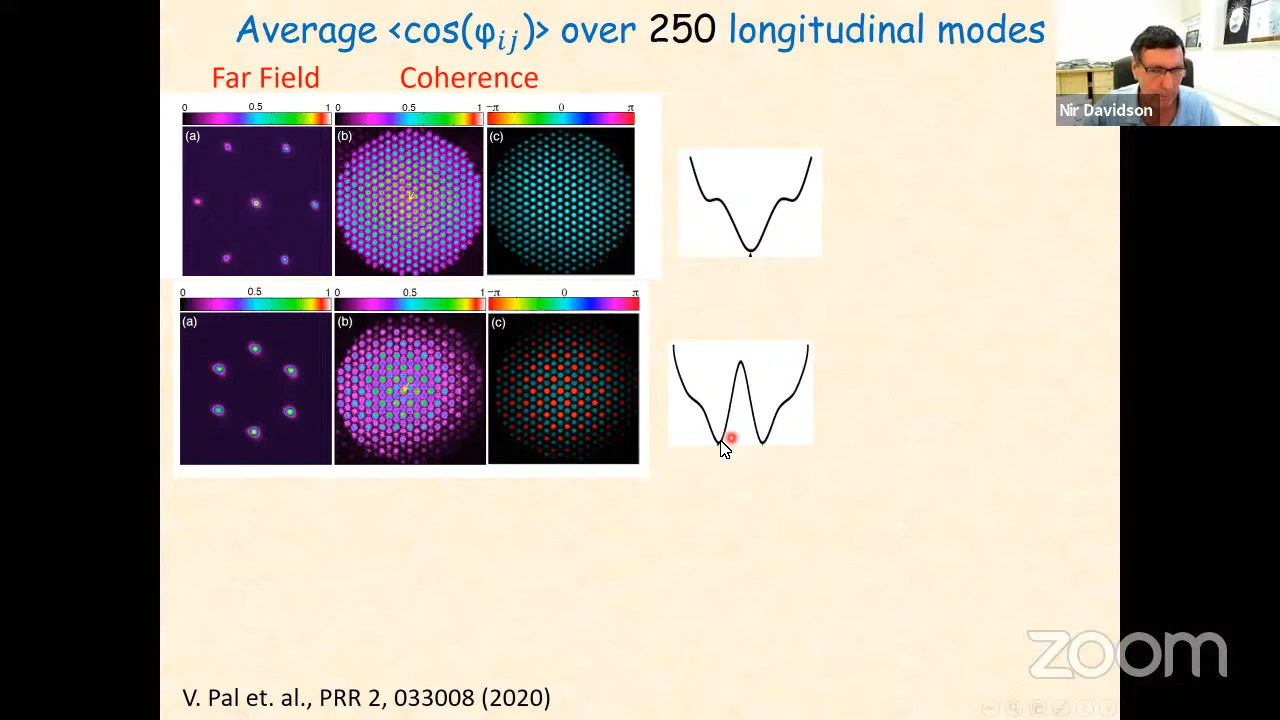 Average <cos(φᵢⱼ)> over 250 longitudinal modes
Nir Davidson
Far Field
Coherence
0 0.5 1
0 0.5 1
-π 0 π
(a)
(b)
(c)
0 0.5 1
0 0.5 1
-π 0 π
(a)
(b)
(c)
zoom
V. Pal et. al., PRR 2, 033008 (2020)